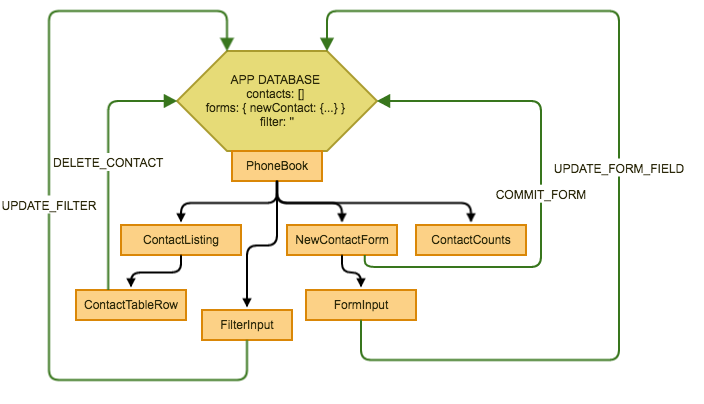 APP DATABASE
contacts: []
forms: { newContact: {...} }
filter: ''
PhoneBook
DELETE_CONTACT
UPDATE_FORM_FIELD
COMMIT_FORM
UPDATE_FILTER
ContactListing
NewContactForm
ContactCounts
ContactTableRow
FormInput
FilterInput